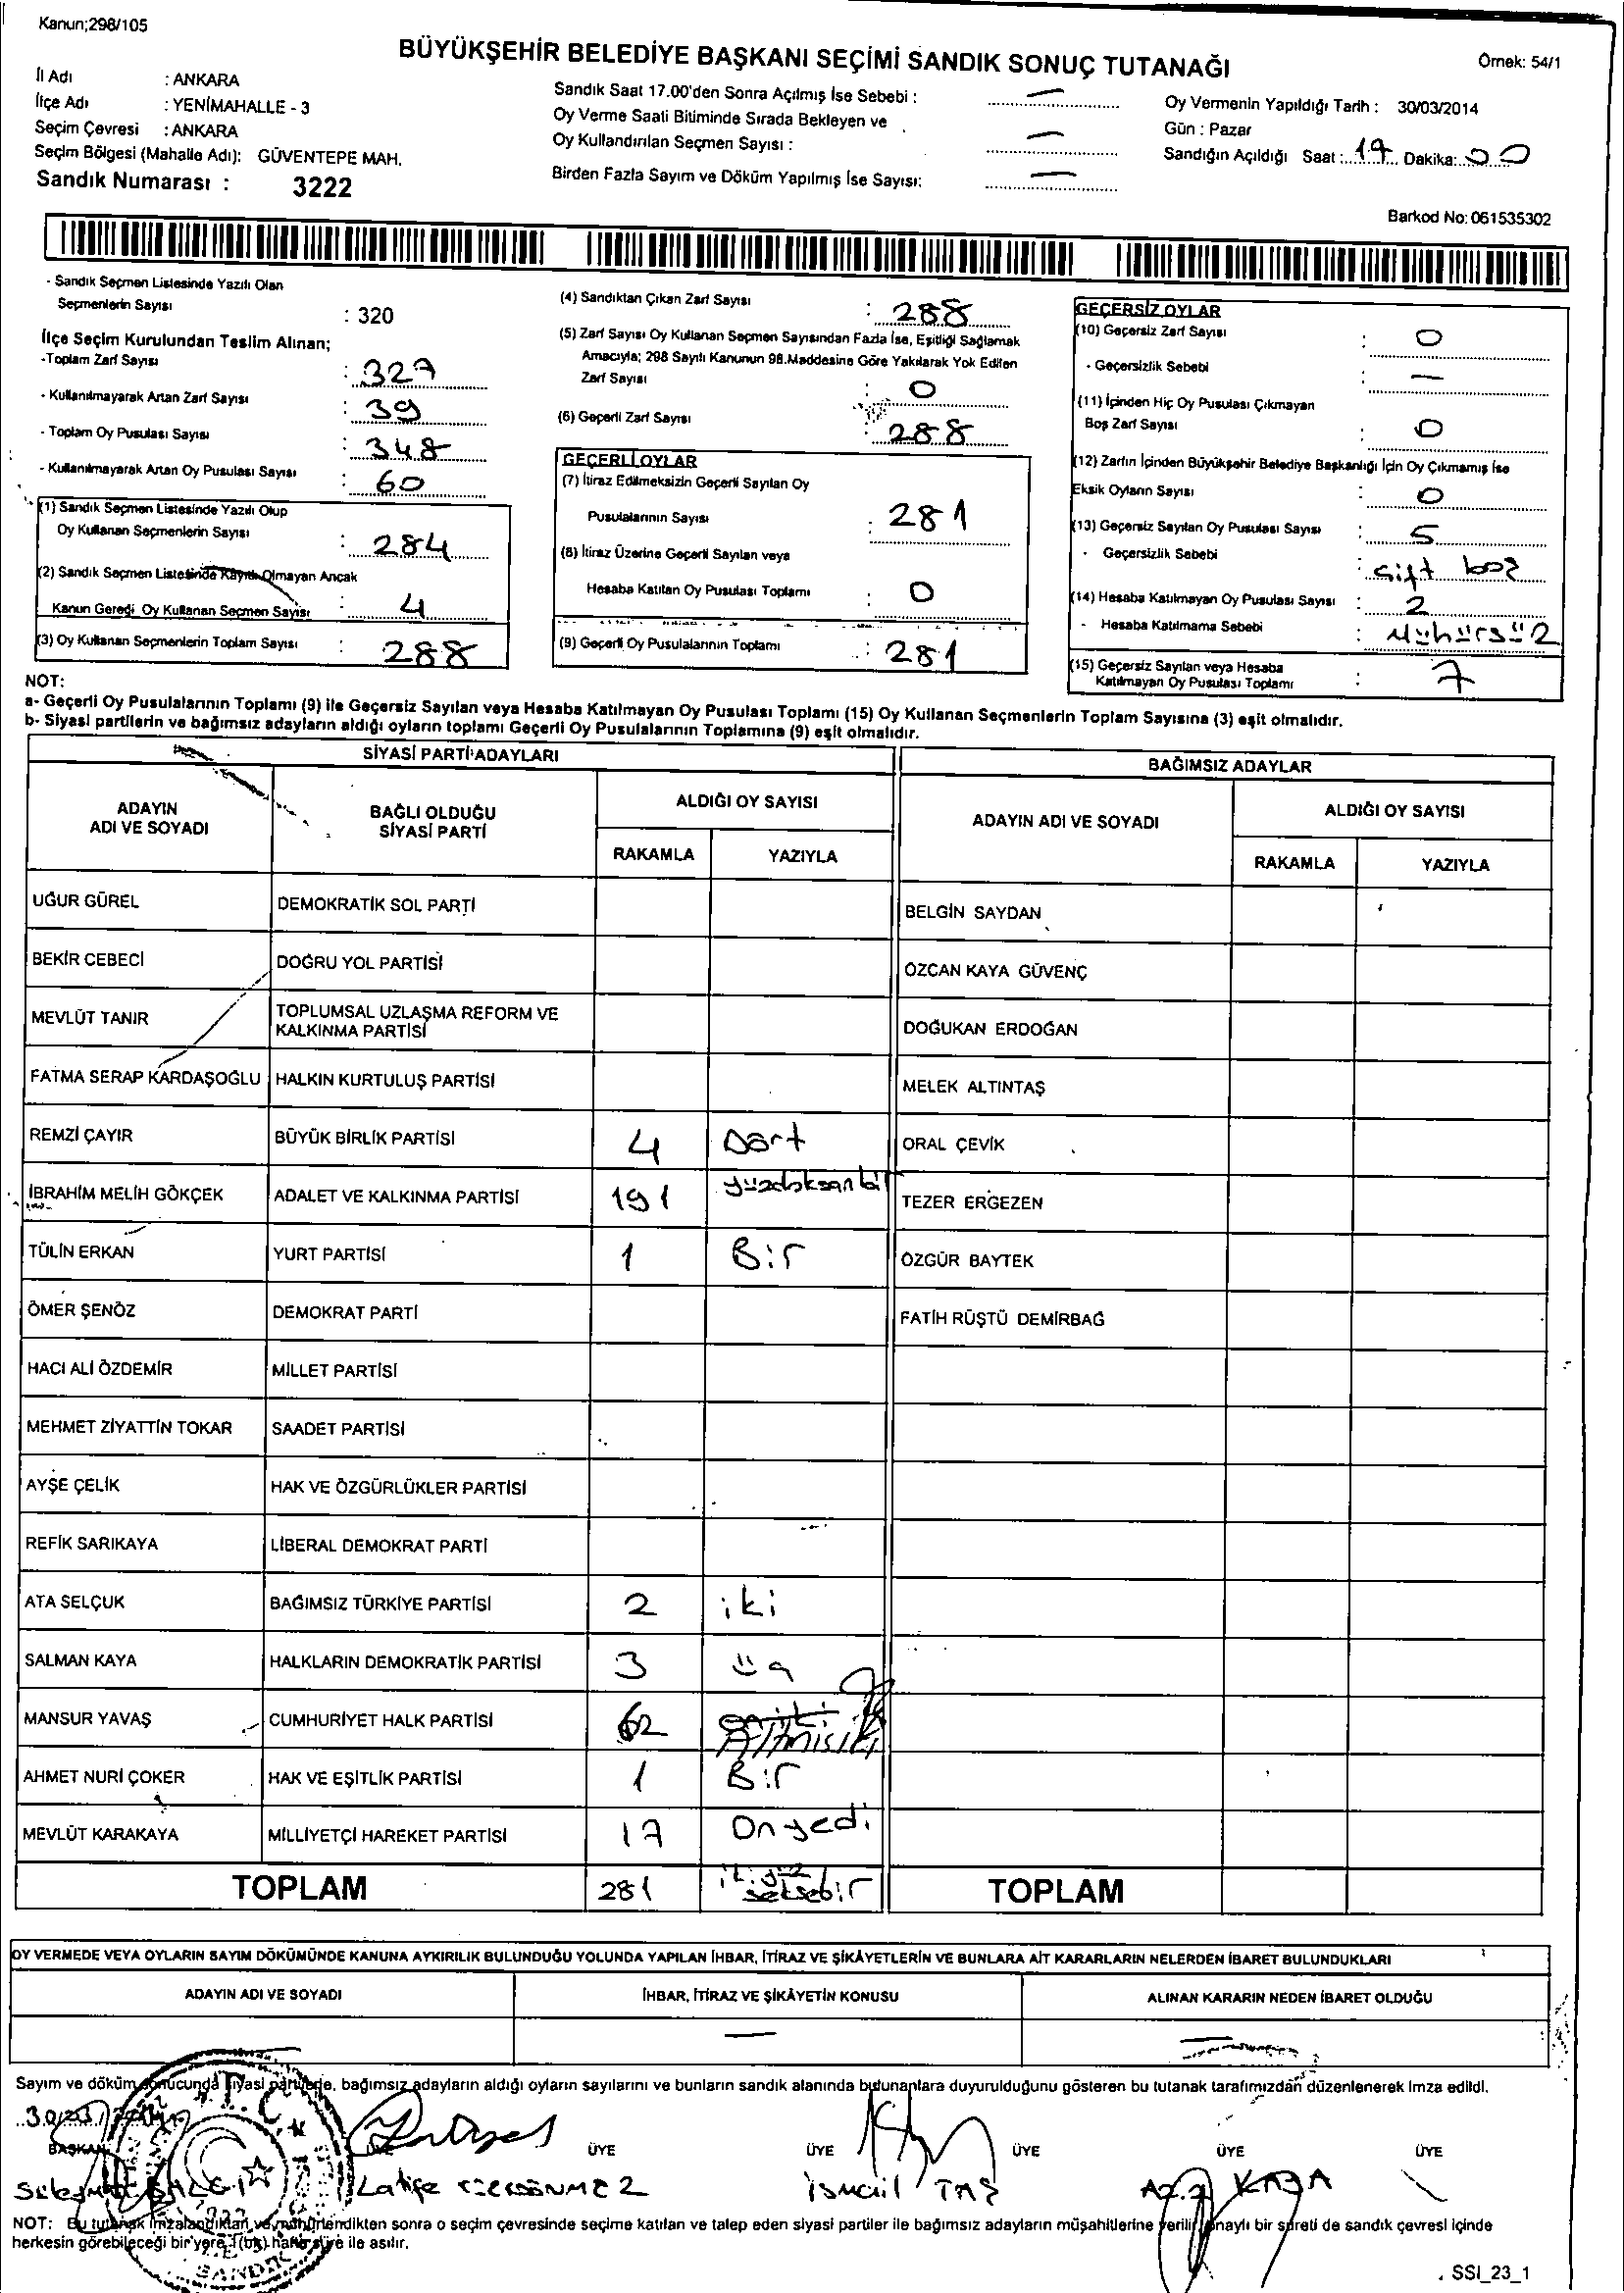 Kanun;298/105
BÜYÜKŞEHİR BELEDİYE BAŞKANI SEÇİMİ SANDIK SONUÇ TUTANAĞI
Örnek: 54/1
İl Adı : ANKARA
İlçe Adı : YENİMAHALLE - 3
Seçim Çevresi : ANKARA
Seçim Bölgesi (Mahalle Adı): GÜVENTEPE MAH.
Sandık Numarası : 3222
Sandık Saat 17.00'den Sonra Açılmış İse Sebebi : —
Oy Verme Saati Bitiminde Sırada Bekleyen ve
Oy Kullandırılan Seçmen Sayısı : —
Birden Fazla Sayım ve Döküm Yapılmış İse Sayısı: —
Oy Vermenin Yapıldığı Tarih : 30/03/2014
Gün : Pazar
Sandığın Açıldığı Saat : 17 Dakika: 00
Barkod No: 061535302
- Sandık Seçmen Listesinde Yazılı Olan
Seçmenlerin Sayısı : 320
İlçe Seçim Kurulundan Teslim Alınan;
-Toplam Zarf Sayısı : 327
- Kullanılmayarak Artan Zarf Sayısı : 39
- Toplam Oy Pusulası Sayısı : 348
- Kullanılmayarak Artan Oy Pusulası Sayısı : 60
(1) Sandık Seçmen Listesinde Yazılı Olup
Oy Kullanan Seçmenlerin Sayısı : 284
(2) Sandık Seçmen Listesinde Kayıtlı Olmayan Ancak
Kanun Gereği Oy Kullanan Seçmen Sayısı : 4
(3) Oy Kullanan Seçmenlerin Toplam Sayısı : 288
(4) Sandıktan Çıkan Zarf Sayısı : 288
(5) Zarf Sayısı Oy Kullanan Seçmen Sayısından Fazla İse, Eşitliği Sağlamak
Amacıyla; 298 Sayılı Kanunun 98.Maddesine Göre Yakılarak Yok Edilen
Zarf Sayısı : 0
(6) Geçerli Zarf Sayısı : 288
GEÇERLİ OYLAR
(7) İtiraz Edilmeksizin Geçerli Sayılan Oy
Pusulalarının Sayısı : 281
(8) İtiraz Üzerine Geçerli Sayılan veya
Hesaba Katılan Oy Pusulası Toplamı : 0
(9) Geçerli Oy Pusulalarının Toplamı : 281
GEÇERSİZ OYLAR
(10) Geçersiz Zarf Sayısı : 0
- Geçersizlik Sebebi : —
(11) İçinden Hiç Oy Pusulası Çıkmayan
Boş Zarf Sayısı : 0
(12) Zarfın İçinden Büyükşehir Belediye Başkanlığı İçin Oy Çıkmamış İse
Eksik Oyların Sayısı : 0
(13) Geçersiz Sayılan Oy Pusulası Sayısı : 5
- Geçersizlik Sebebi : çift boz
(14) Hesaba Katılmayan Oy Pusulası Sayısı : 2
- Hesaba Katılmama Sebebi : Mühürsüz
(15) Geçersiz Sayılan veya Hesaba
Katılmayan Oy Pusulası Toplamı : 7
NOT:
a- Geçerli Oy Pusulalarının Toplamı (9) ile Geçersiz Sayılan veya Hesaba Katılmayan Oy Pusulası Toplamı (15) Oy Kullanan Seçmenlerin Toplam Sayısına (3) eşit olmalıdır.
b- Siyasi partilerin ve bağımsız adayların aldığı oyların toplamı Geçerli Oy Pusulalarının Toplamına (9) eşit olmalıdır.
SİYASİ PARTİ ADAYLARI
BAĞIMSIZ ADAYLAR
ADAYIN ADI VE SOYADI
BAĞLI OLDUĞU SİYASİ PARTİ
ALDIĞI OY SAYISI
RAKAMLA YAZIYLA
ADAYIN ADI VE SOYADI
ALDIĞI OY SAYISI
RAKAMLA YAZIYLA
UĞUR GÜREL DEMOKRATİK SOL PARTİ BELGİN SAYDAN
BEKİR CEBECİ DOĞRU YOL PARTİSİ ÖZCAN KAYA GÜVENÇ
MEVLÜT TANIR TOPLUMSAL UZLAŞMA REFORM VE KALKINMA PARTİSİ DOĞUKAN ERDOĞAN
FATMA SERAP KARDAŞOĞLU HALKIN KURTULUŞ PARTİSİ MELEK ALTINTAŞ
REMZİ ÇAYIR BÜYÜK BİRLİK PARTİSİ 4 Dört ORAL ÇEVİK
İBRAHİM MELİH GÖKÇEK ADALET VE KALKINMA PARTİSİ 191 yüzdoksanbir TEZER ERGEZEN
TÜLİN ERKAN YURT PARTİSİ 1 Bir ÖZGÜR BAYTEK
ÖMER ŞENÖZ DEMOKRAT PARTİ FATİH RÜŞTÜ DEMİRBAĞ
HACI ALİ ÖZDEMİR MİLLET PARTİSİ
MEHMET ZİYATTİN TOKAR SAADET PARTİSİ
AYŞE ÇELİK HAK VE ÖZGÜRLÜKLER PARTİSİ
REFİK SARIKAYA LİBERAL DEMOKRAT PARTİ
ATA SELÇUK BAĞIMSIZ TÜRKİYE PARTİSİ 2 iki
SALMAN KAYA HALKLARIN DEMOKRATİK PARTİSİ 3 üç
MANSUR YAVAŞ CUMHURİYET HALK PARTİSİ 62 Altmışiki
AHMET NURİ ÇOKER HAK VE EŞİTLİK PARTİSİ 1 Bir
MEVLÜT KARAKAYA MİLLİYETÇİ HAREKET PARTİSİ 17 Onyedi
TOPLAM 281 ikiyüz seksebir TOPLAM
OY VERMEDE VEYA OYLARIN SAYIM DÖKÜMÜNDE KANUNA AYKIRILIK BULUNDUĞU YOLUNDA YAPILAN İHBAR, İTİRAZ VE ŞİKÂYETLERİN VE BUNLARA AİT KARARLARIN NELERDEN İBARET BULUNDUKLARI
ADAYIN ADI VE SOYADI İHBAR, İTİRAZ VE ŞİKÂYETİN KONUSU ALINAN KARARIN NEDEN İBARET OLDUĞU
— — —
Sayım ve döküm sonucunda siyasi partilerle, bağımsız adayların aldığı oyların sayılarını ve bunların sandık alanında bulunanlara duyurulduğunu gösteren bu tutanak tarafımızdan düzenlenerek imza edildi.
30/03/2014
BAŞKAN ÜYE ÜYE ÜYE ÜYE ÜYE ÜYE
Latife İSMAİL TAŞ KAYA
NOT: Bu tutanak imzalandıktan ve mühürlendikten sonra o seçim çevresinde seçime katılan ve talep eden siyasi partiler ile bağımsız adayların müşahitlerine verilir, onaylı bir sureti de sandık çevresi içinde
herkesin görebileceği bir yere 1 (bir) hafta süre ile asılır.
SSI_23_1